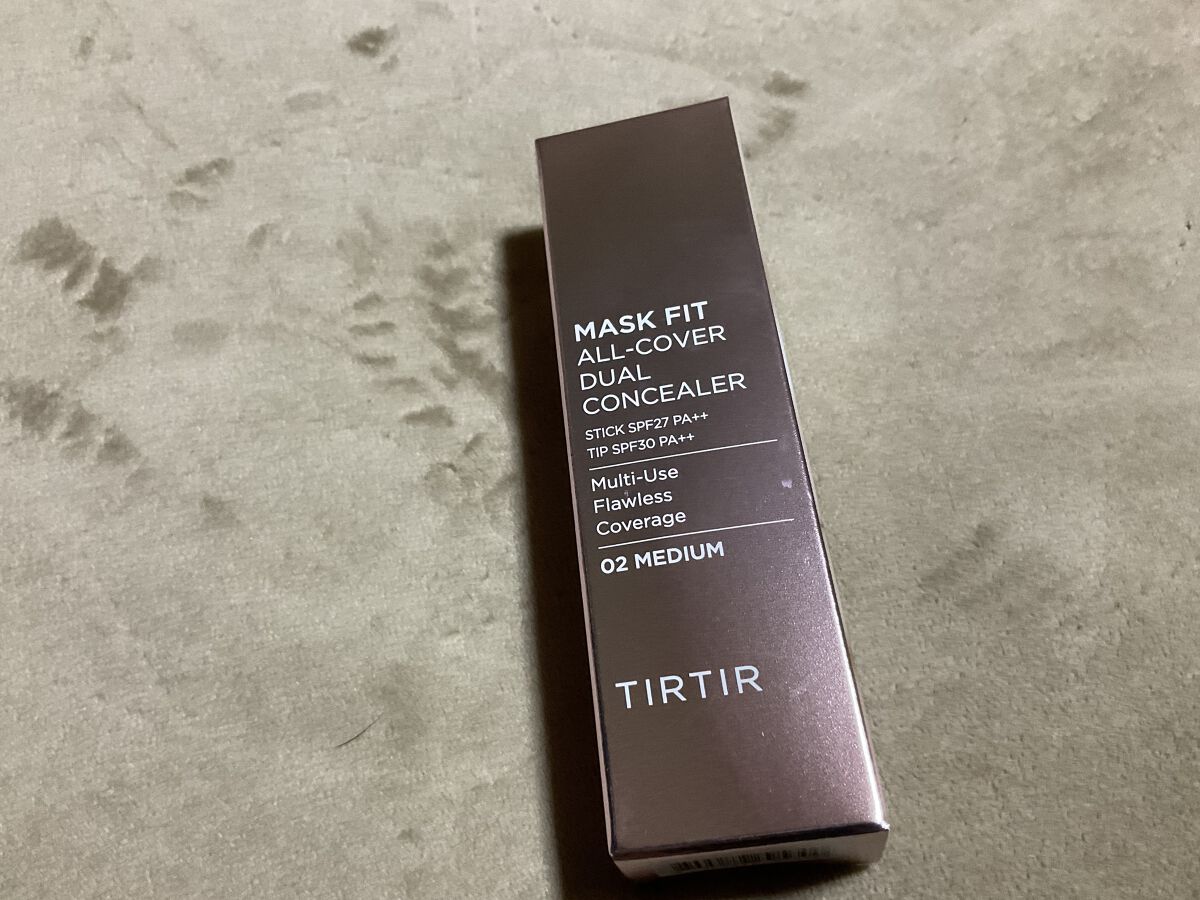 MASK FIT
ALL-COVER
DUAL
CONCEALER
STICK SPF27 PA++
TIP SPF30 PA++
Multi-Use
Flawless
Coverage
02 MEDIUM
TIRTIR